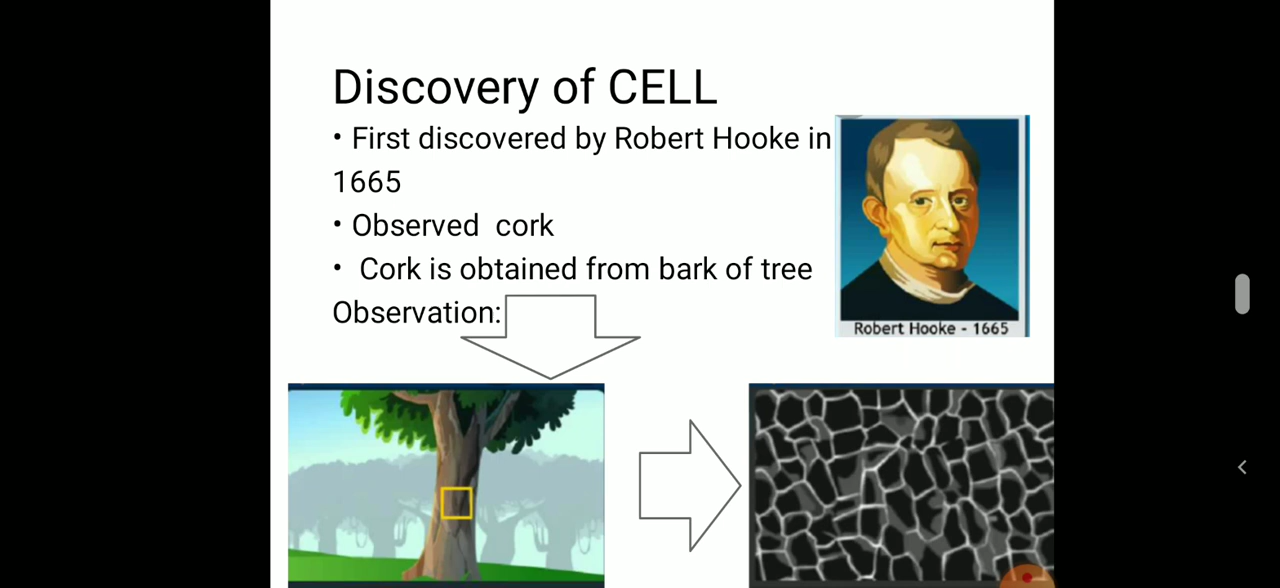 Discovery of CELL
• First discovered by Robert Hooke in
1665
• Observed  cork
•  Cork is obtained from bark of tree
Observation:
Robert Hooke - 1665